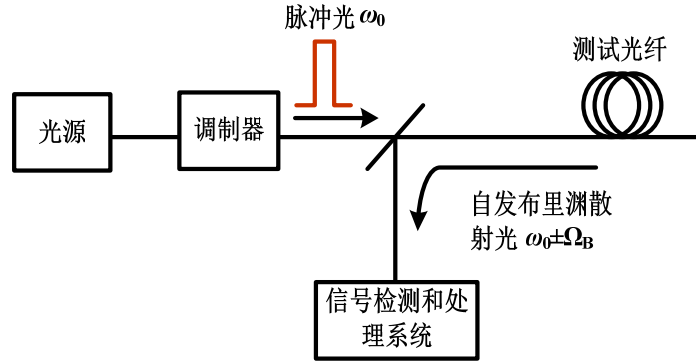 脉冲光 ω₀
测试光纤
光源
调制器
自发布里渊散
射光 ω₀±Ω_B
信号检测和处
理系统